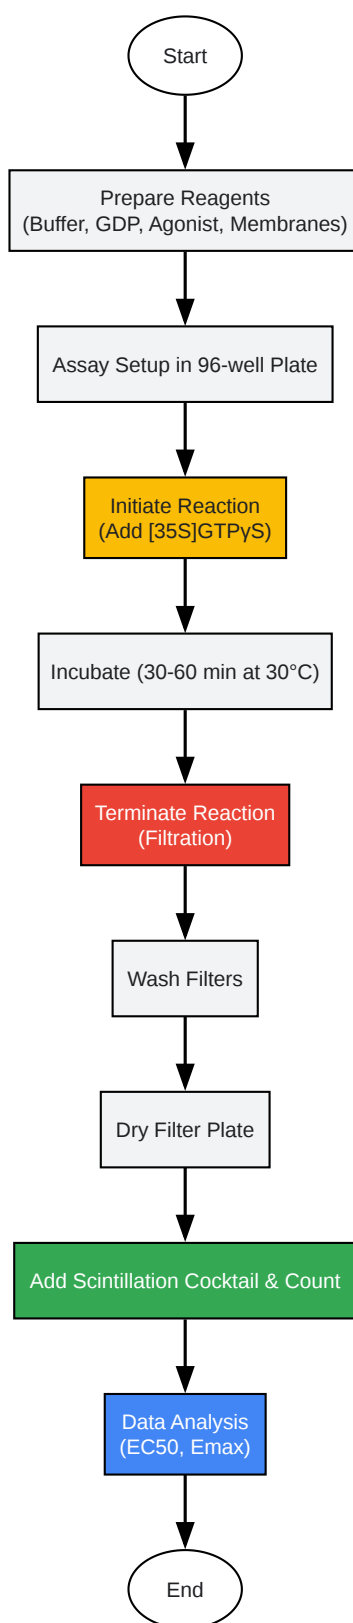 Start
Prepare Reagents
(Buffer, GDP, Agonist, Membranes)
Assay Setup in 96-well Plate
Initiate Reaction
(Add [35S]GTPγS)
Incubate (30-60 min at 30°C)
Terminate Reaction
(Filtration)
Wash Filters
Dry Filter Plate
Add Scintillation Cocktail & Count
Data Analysis
(EC50, Emax)
End